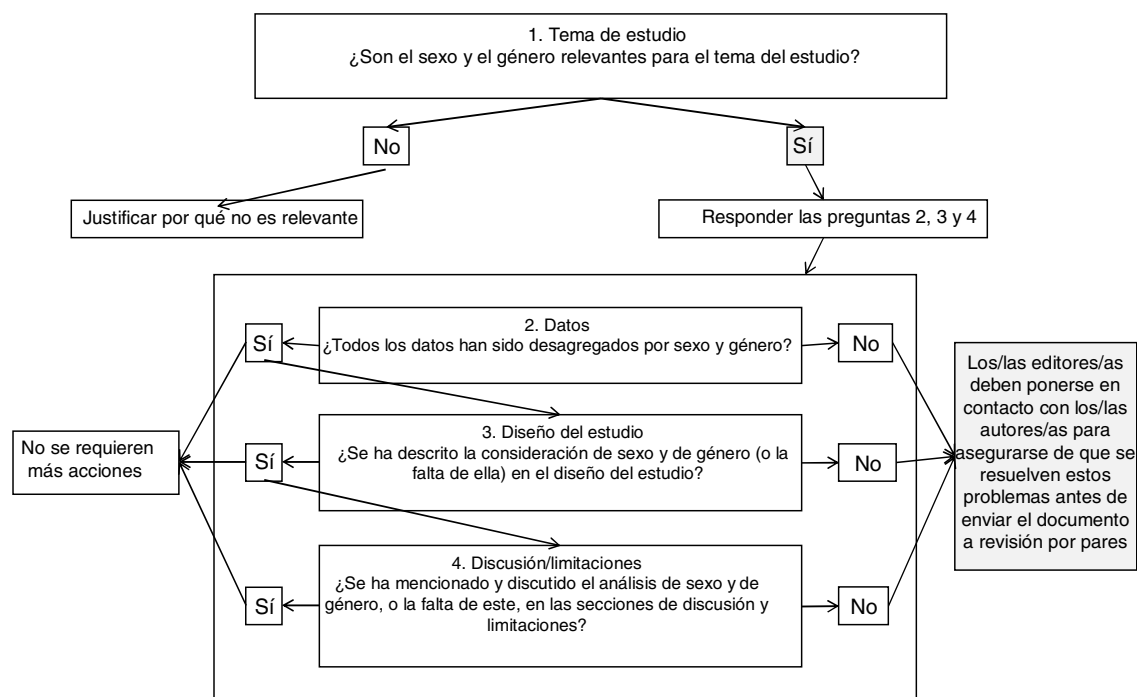 1. Tema de estudio
¿Son el sexo y el género relevantes para el tema del estudio?
No
Sí
Justificar por qué no es relevante
Responder las preguntas 2, 3 y 4
2. Datos
¿Todos los datos han sido desagregados por sexo y género?
Sí
No
3. Diseño del estudio
¿Se ha descrito la consideración de sexo y de género (o la
falta de ella) en el diseño del estudio?
Sí
No
4. Discusión/limitaciones
¿Se ha mencionado y discutido el análisis de sexo y de
género, o la falta de este, en las secciones de discusión y
limitaciones?
Sí
No
No se requieren
más acciones
Los/las editores/as
deben ponerse en
contacto con los/las
autores/as para
asegurarse de que se
resuelven estos
problemas antes de
enviar el documento
a revisión por pares